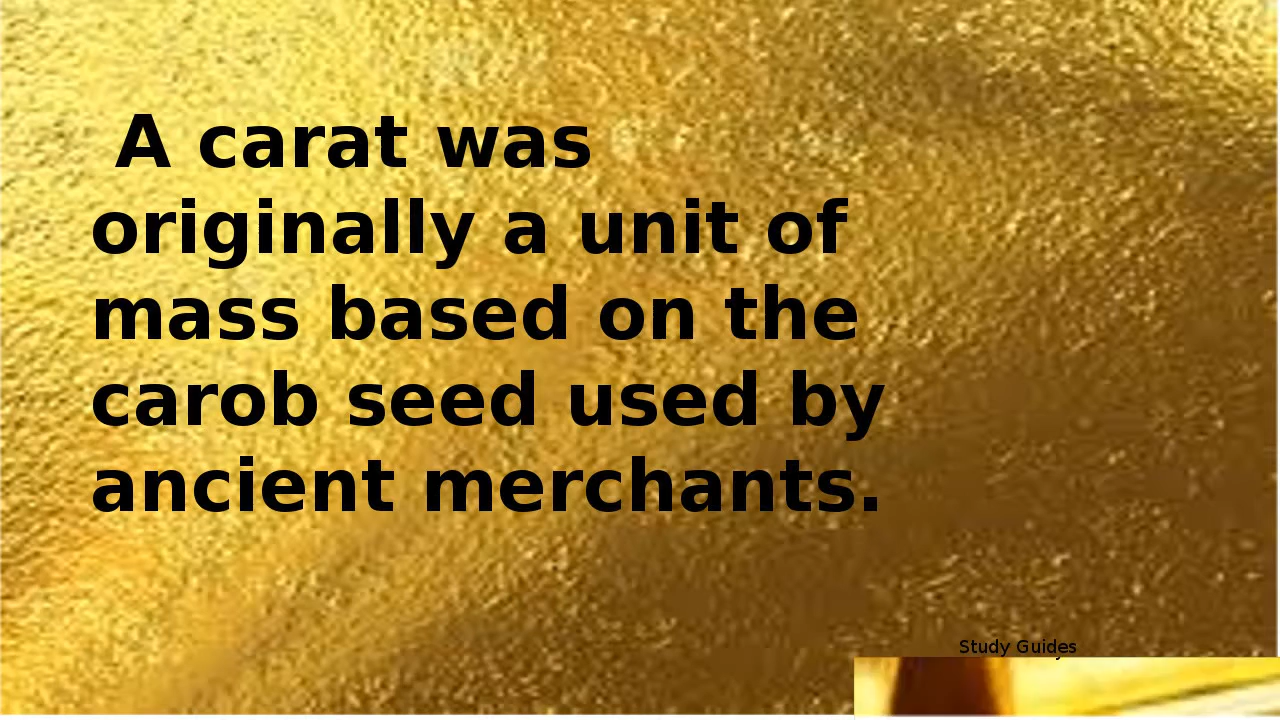 A carat was
originally a unit of
mass based on the
carob seed used by
ancient merchants.
Study Guides